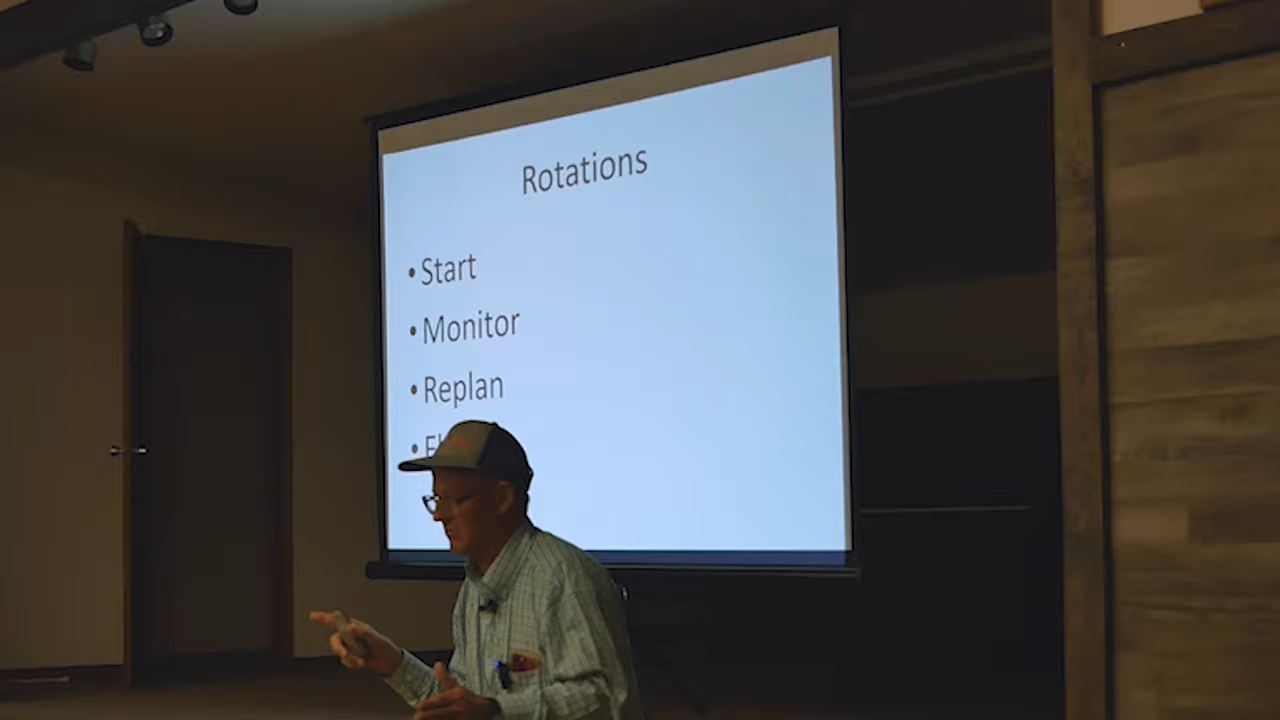 Rotations
• Start
• Monitor
• Replan